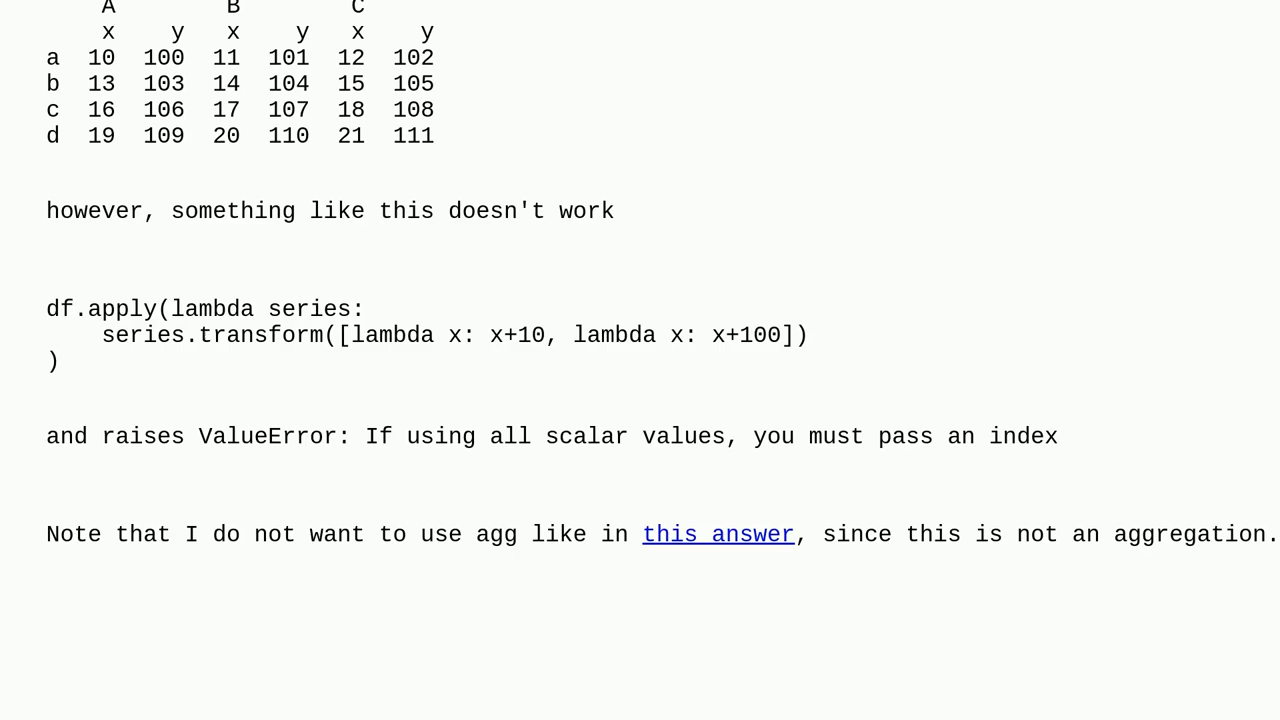 A        B        C
    x    y   x    y   x    y
a  10  100  11  101  12  102
b  13  103  14  104  15  105
c  16  106  17  107  18  108
d  19  109  20  110  21  111
however, something like this doesn't work
df.apply(lambda series:
    series.transform([lambda x: x+10, lambda x: x+100])
)
and raises ValueError: If using all scalar values, you must pass an index
Note that I do not want to use agg like in this answer, since this is not an aggregation.